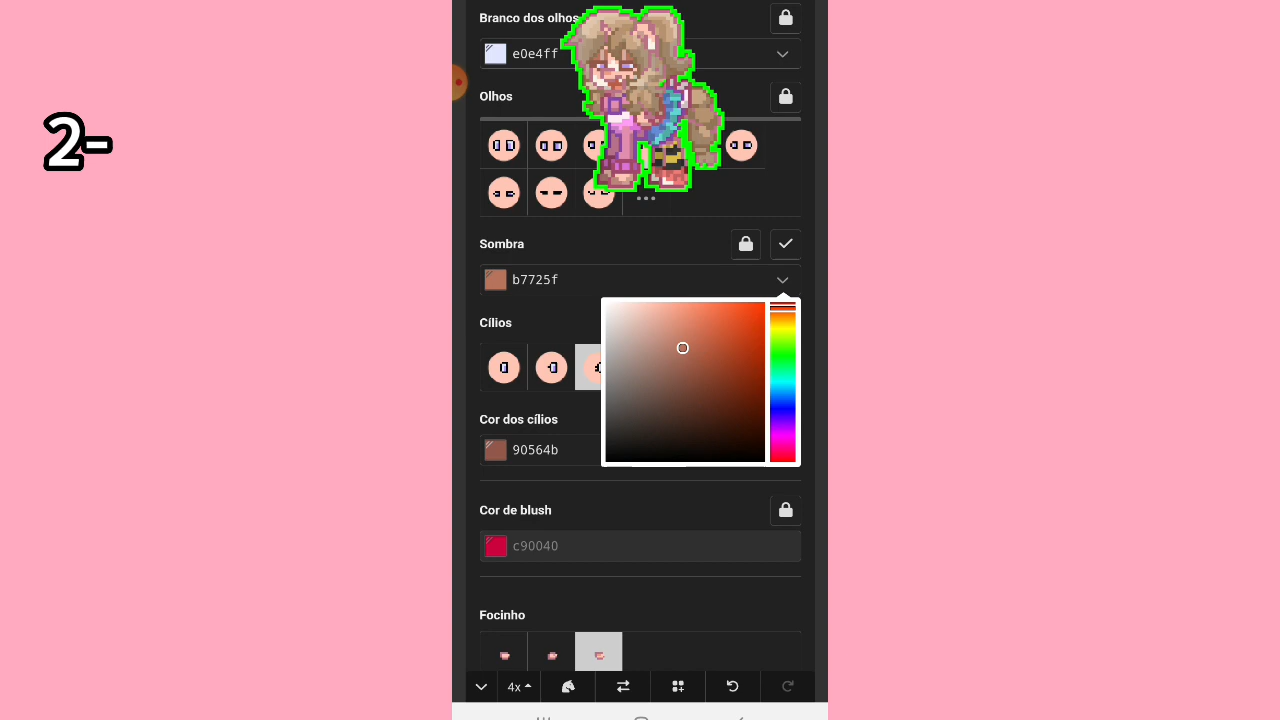 2-
Branco dos olhos
e0e4ff
Olhos
Sombra
b7725f
Cílios
Cor dos cílios
90564b
Cor de blush
c90040
Focinho
4x